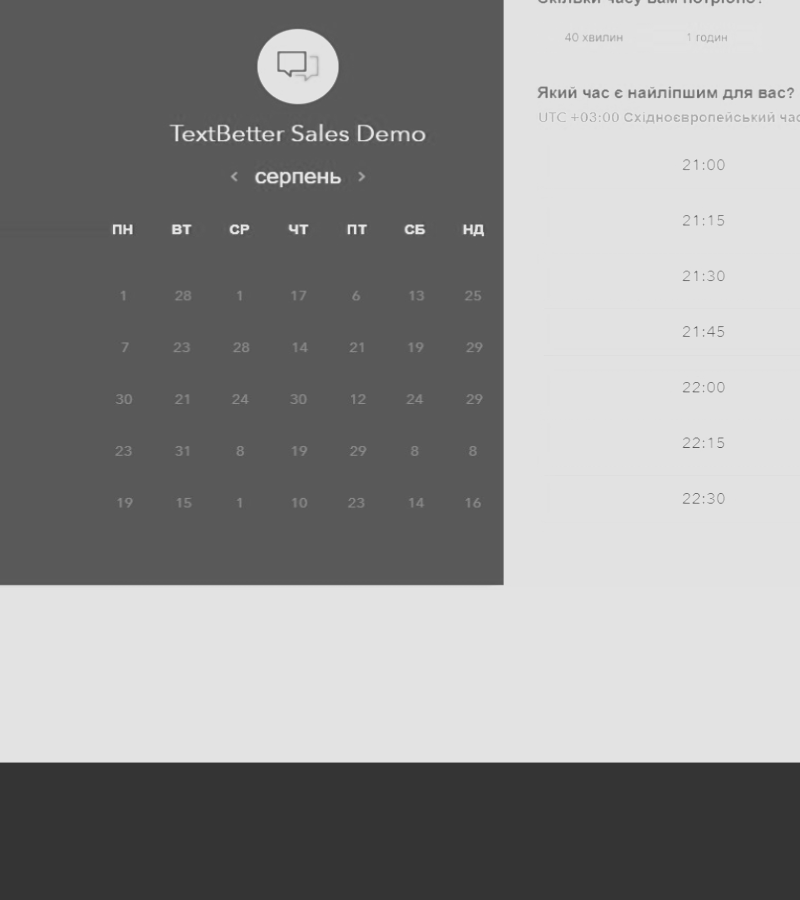 TextBetter Sales Demo
< серпень >
ПН ВТ СР ЧТ ПТ СБ НД
1 28 1 17 6 13 25
7 23 28 14 21 19 29
30 21 24 30 12 24 29
23 31 8 19 29 8 8
19 15 1 10 23 14 16
Скільки часу вам потрібно?
40 хвилин 1 годин
Який час є найліпшим для вас?
UTC +03:00 Східноєвропейський час
21:00
21:15
21:30
21:45
22:00
22:15
22:30